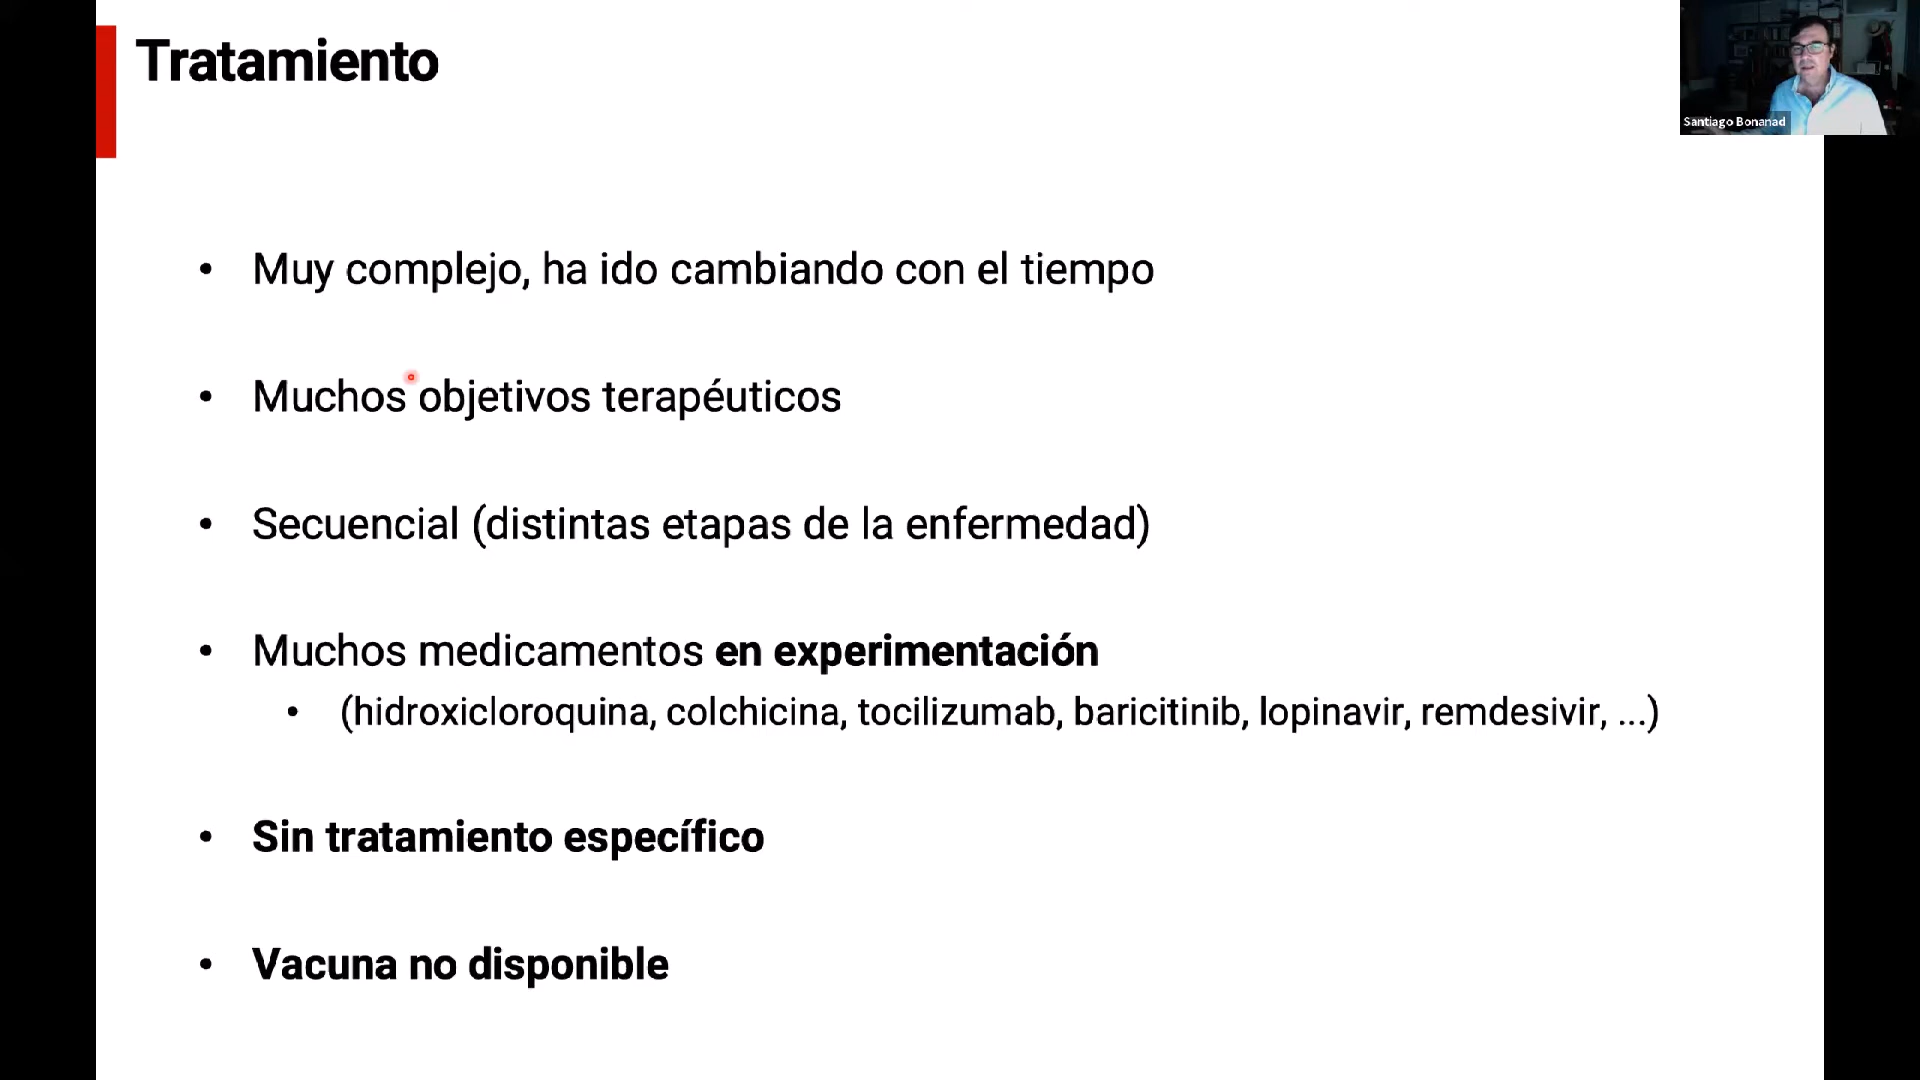 Tratamiento
Santiago Bonanad
• Muy complejo, ha ido cambiando con el tiempo
• Muchos objetivos terapéuticos
• Secuencial (distintas etapas de la enfermedad)
• Muchos medicamentos en experimentación
• (hidroxicloroquina, colchicina, tocilizumab, baricitinib, lopinavir, remdesivir, ...)
• Sin tratamiento específico
• Vacuna no disponible